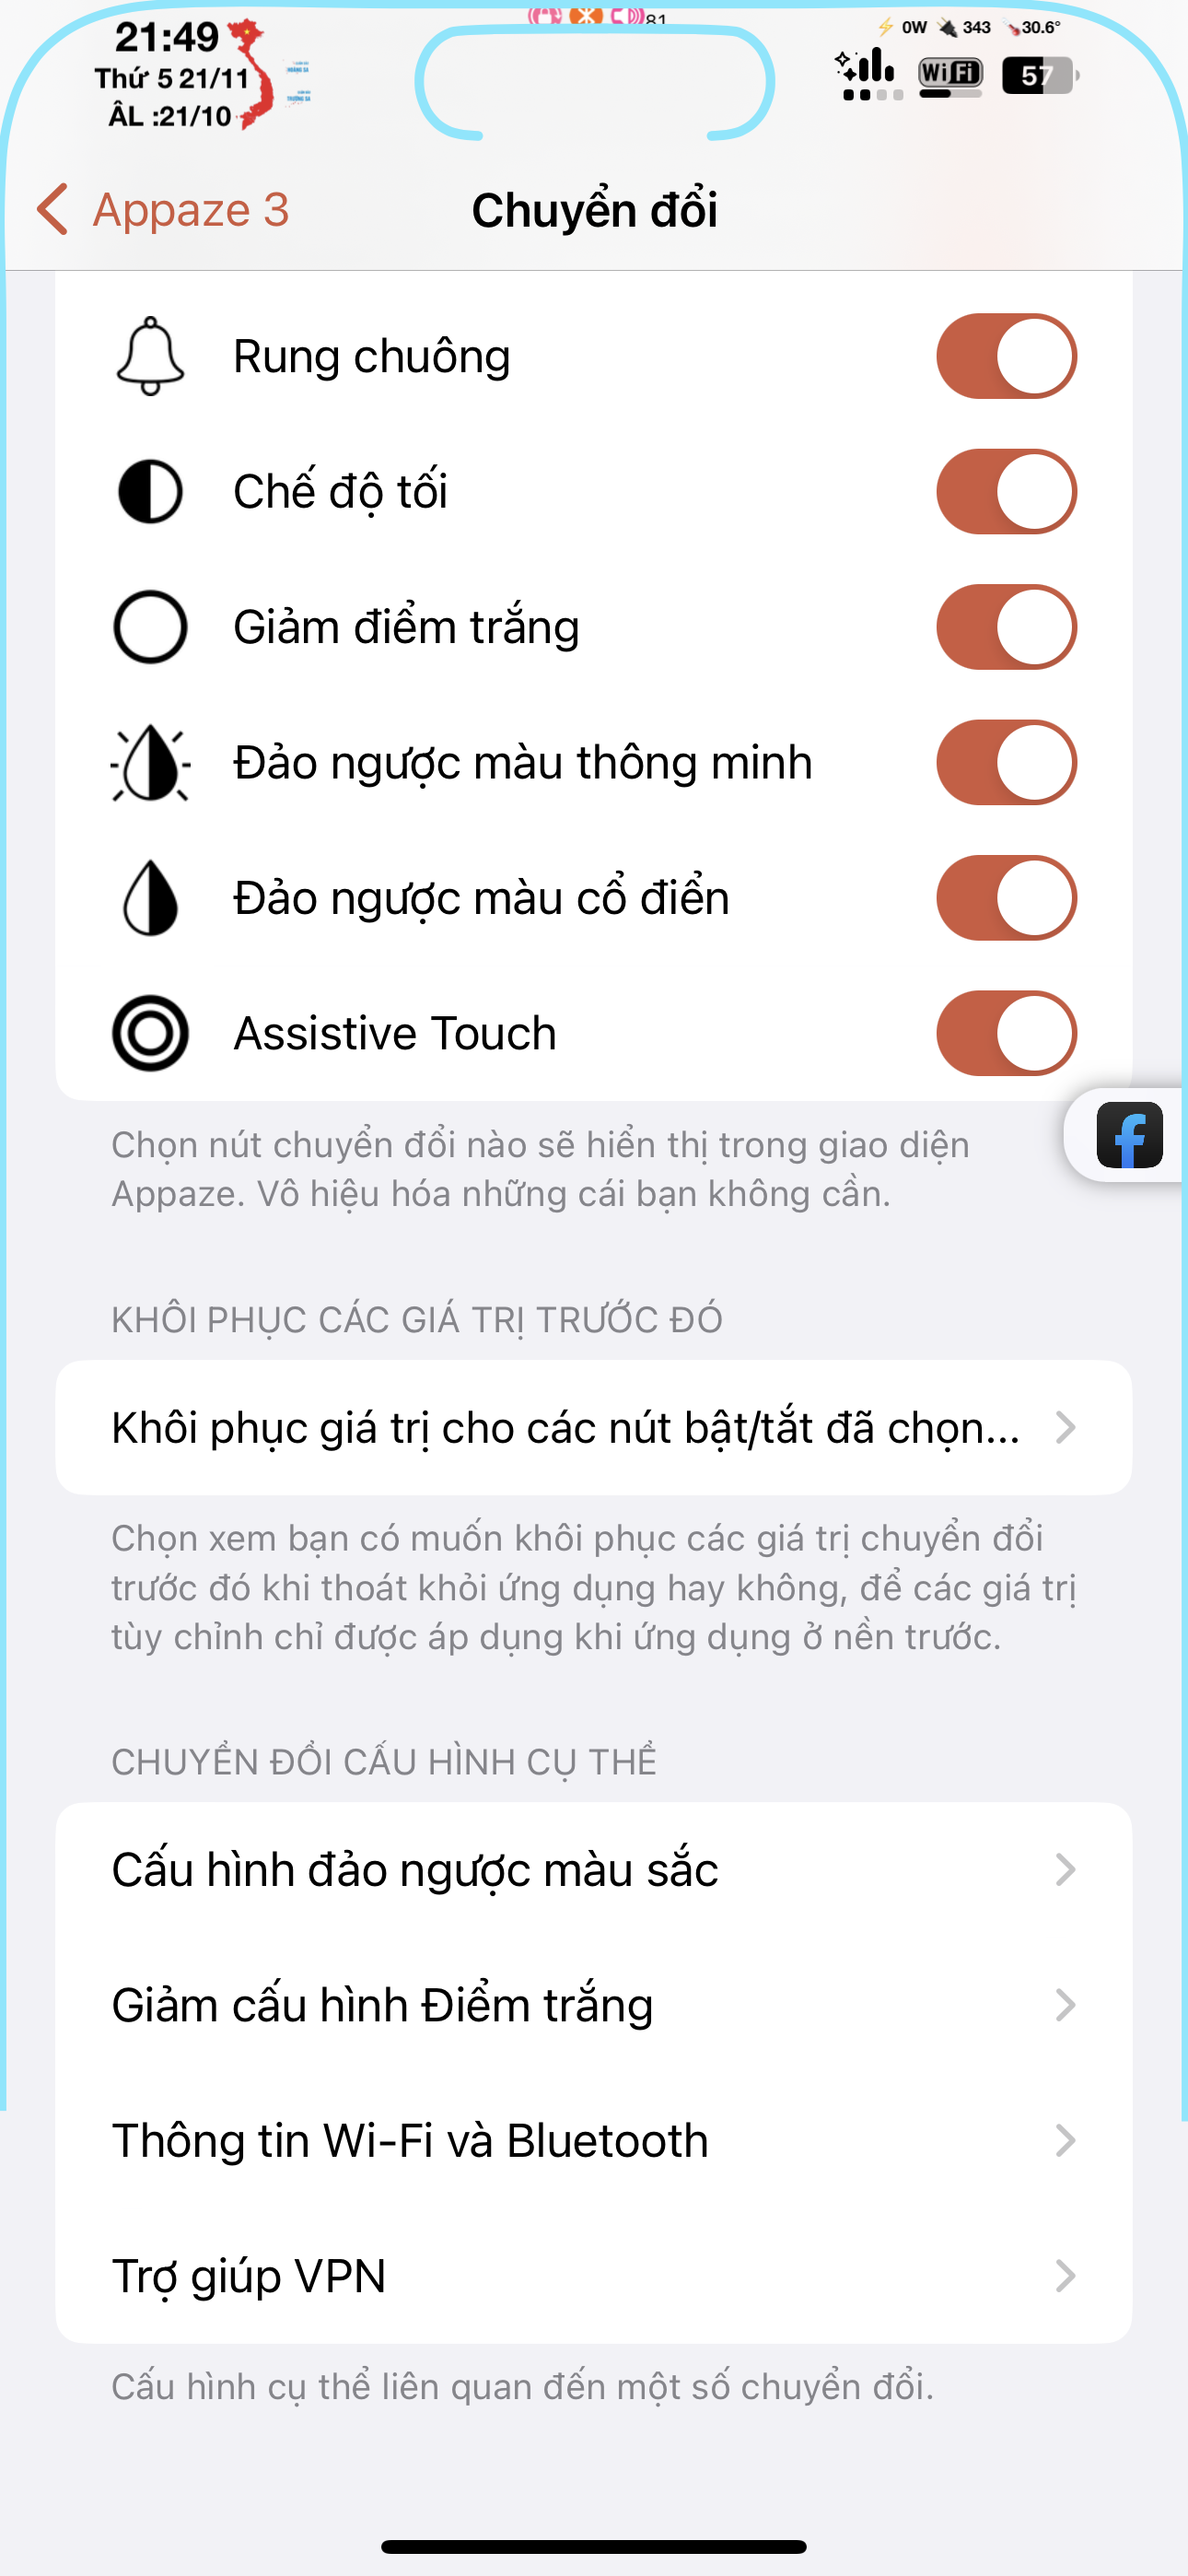 21:49
Thứ 5 21/11
ÂL :21/10
81
⚡ 0W 🔌 343 🌡️30.6°
WiFi
57
Appaze 3
Chuyển đổi
Rung chuông
Chế độ tối
Giảm điểm trắng
Đảo ngược màu thông minh
Đảo ngược màu cổ điển
Assistive Touch
Chọn nút chuyển đổi nào sẽ hiển thị trong giao diện
Appaze. Vô hiệu hóa những cái bạn không cần.
KHÔI PHỤC CÁC GIÁ TRỊ TRƯỚC ĐÓ
Khôi phục giá trị cho các nút bật/tắt đã chọn...
Chọn xem bạn có muốn khôi phục các giá trị chuyển đổi
trước đó khi thoát khỏi ứng dụng hay không, để các giá trị
tùy chỉnh chỉ được áp dụng khi ứng dụng ở nền trước.
CHUYỂN ĐỔI CẤU HÌNH CỤ THỂ
Cấu hình đảo ngược màu sắc
Giảm cấu hình Điểm trắng
Thông tin Wi-Fi và Bluetooth
Trợ giúp VPN
Cấu hình cụ thể liên quan đến một số chuyển đổi.